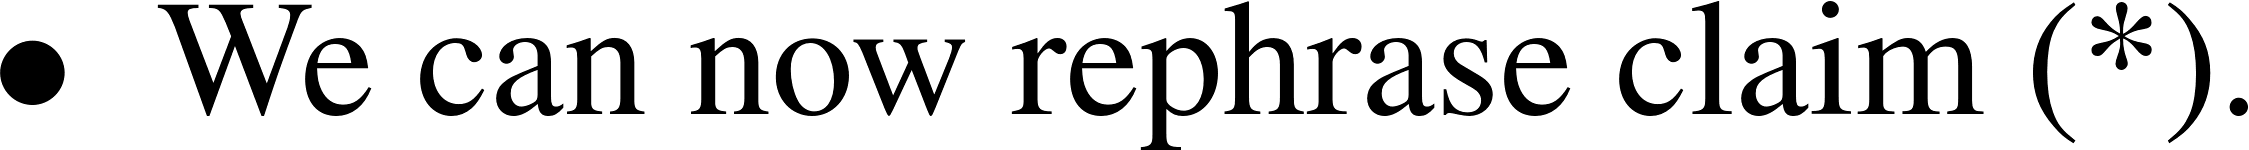 • We can now rephrase claim (*).